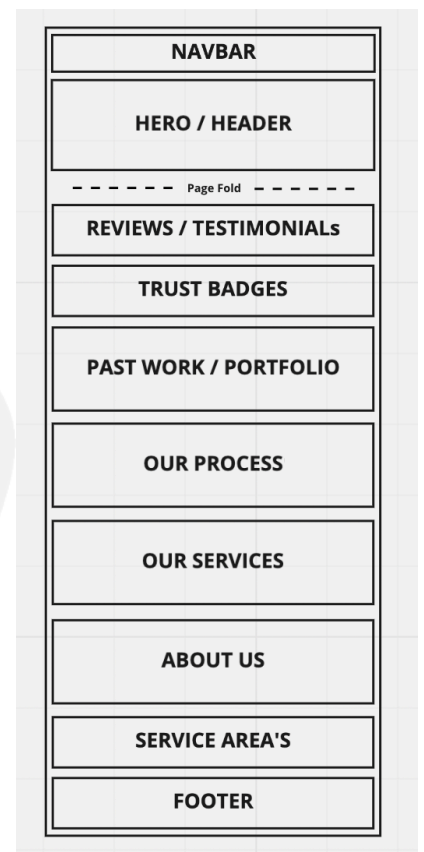 NAVBAR
HERO / HEADER
Page Fold
REVIEWS / TESTIMONIALs
TRUST BADGES
PAST WORK / PORTFOLIO
OUR PROCESS
OUR SERVICES
ABOUT US
SERVICE AREA'S
FOOTER